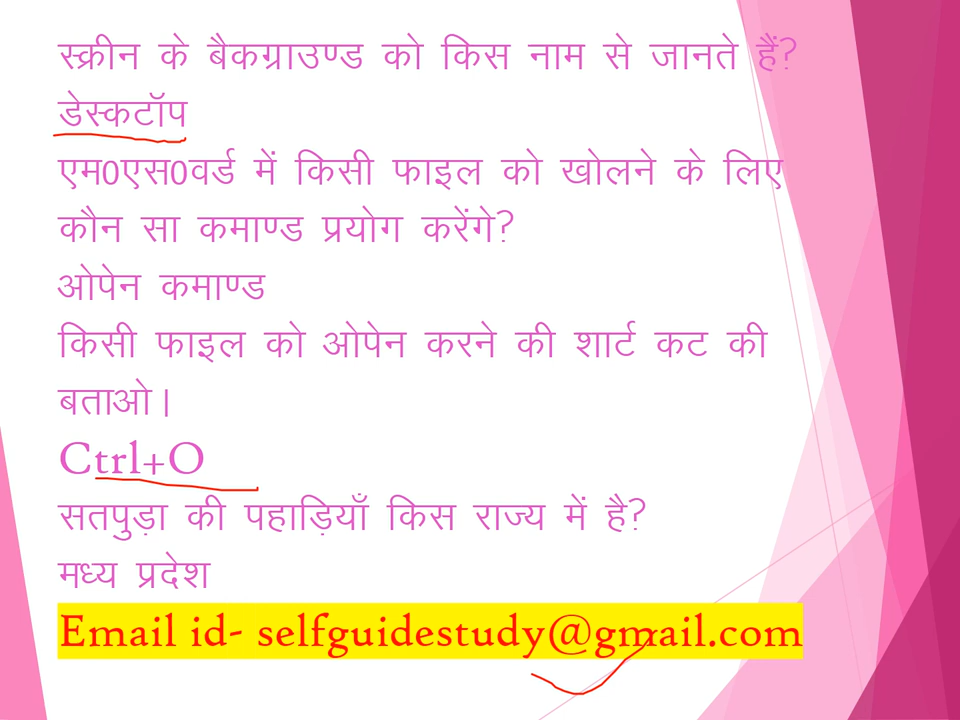 स्क्रीन के बैकग्राउण्ड को किस नाम से जानते हैं?
डेस्कटॉप
एम0एस0वर्ड में किसी फाइल को खोलने के लिए
कौन सा कमाण्ड प्रयोग करेंगे?
ओपेन कमाण्ड
किसी फाइल को ओपेन करने की शार्ट कट की
बताओ।
Ctrl+O
सतपुड़ा की पहाड़ियाँ किस राज्य में है?
मध्य प्रदेश
Email id- selfguidestudy@gmail.com